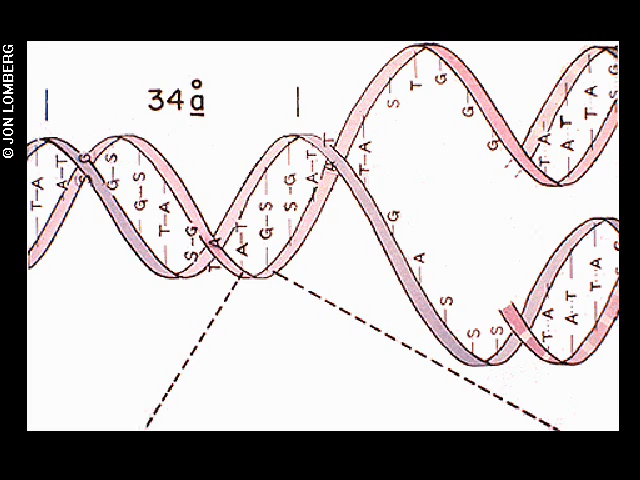 © JON LOMBERG
34 å
T-A
A-T
S-G
G-S
G-S
T-A
S-G
T-A
A-T
G-S
S-G
A-T
A-T
T-A
S
T
G
G
G
T A
A T
T A
S G
G
A
S
S
S
T A
A T
T A
G